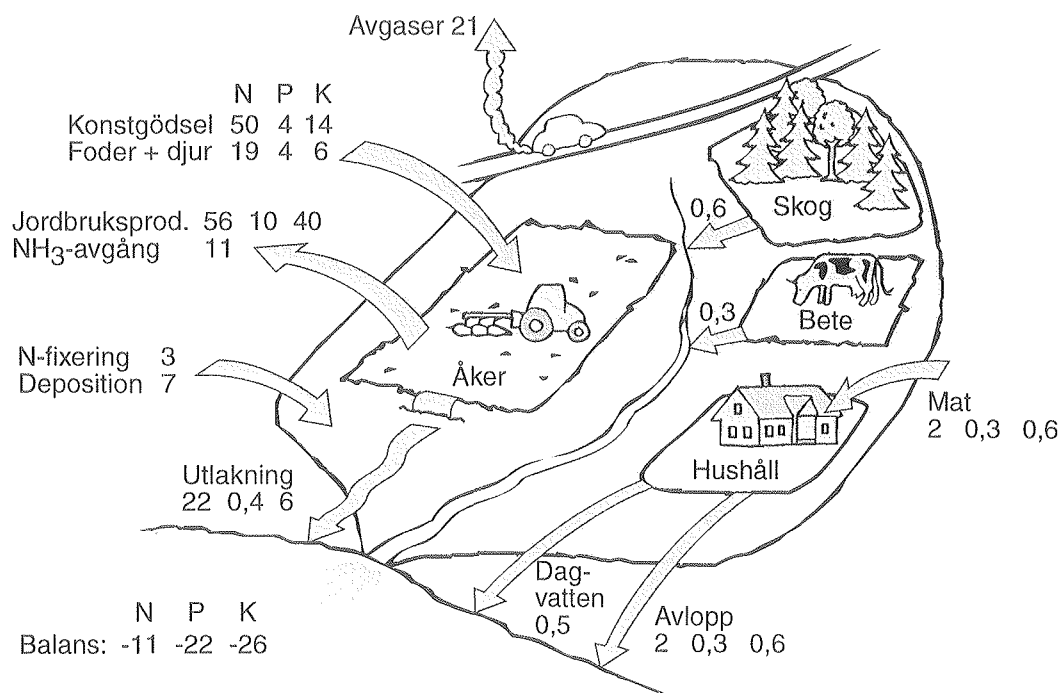 Avgaser 21
N P K
Konstgödsel 50 4 14
Foder + djur 19 4 6
Jordbruksprod. 56 10 40
NH3-avgång 11
Skog
0,6
Bete
0,3
N-fixering 3
Deposition 7
Åker
Mat
2 0,3 0,6
Hushåll
Utlakning
22 0,4 6
Dag-
vatten
0,5
Avlopp
2 0,3 0,6
N P K
Balans: -11 -22 -26